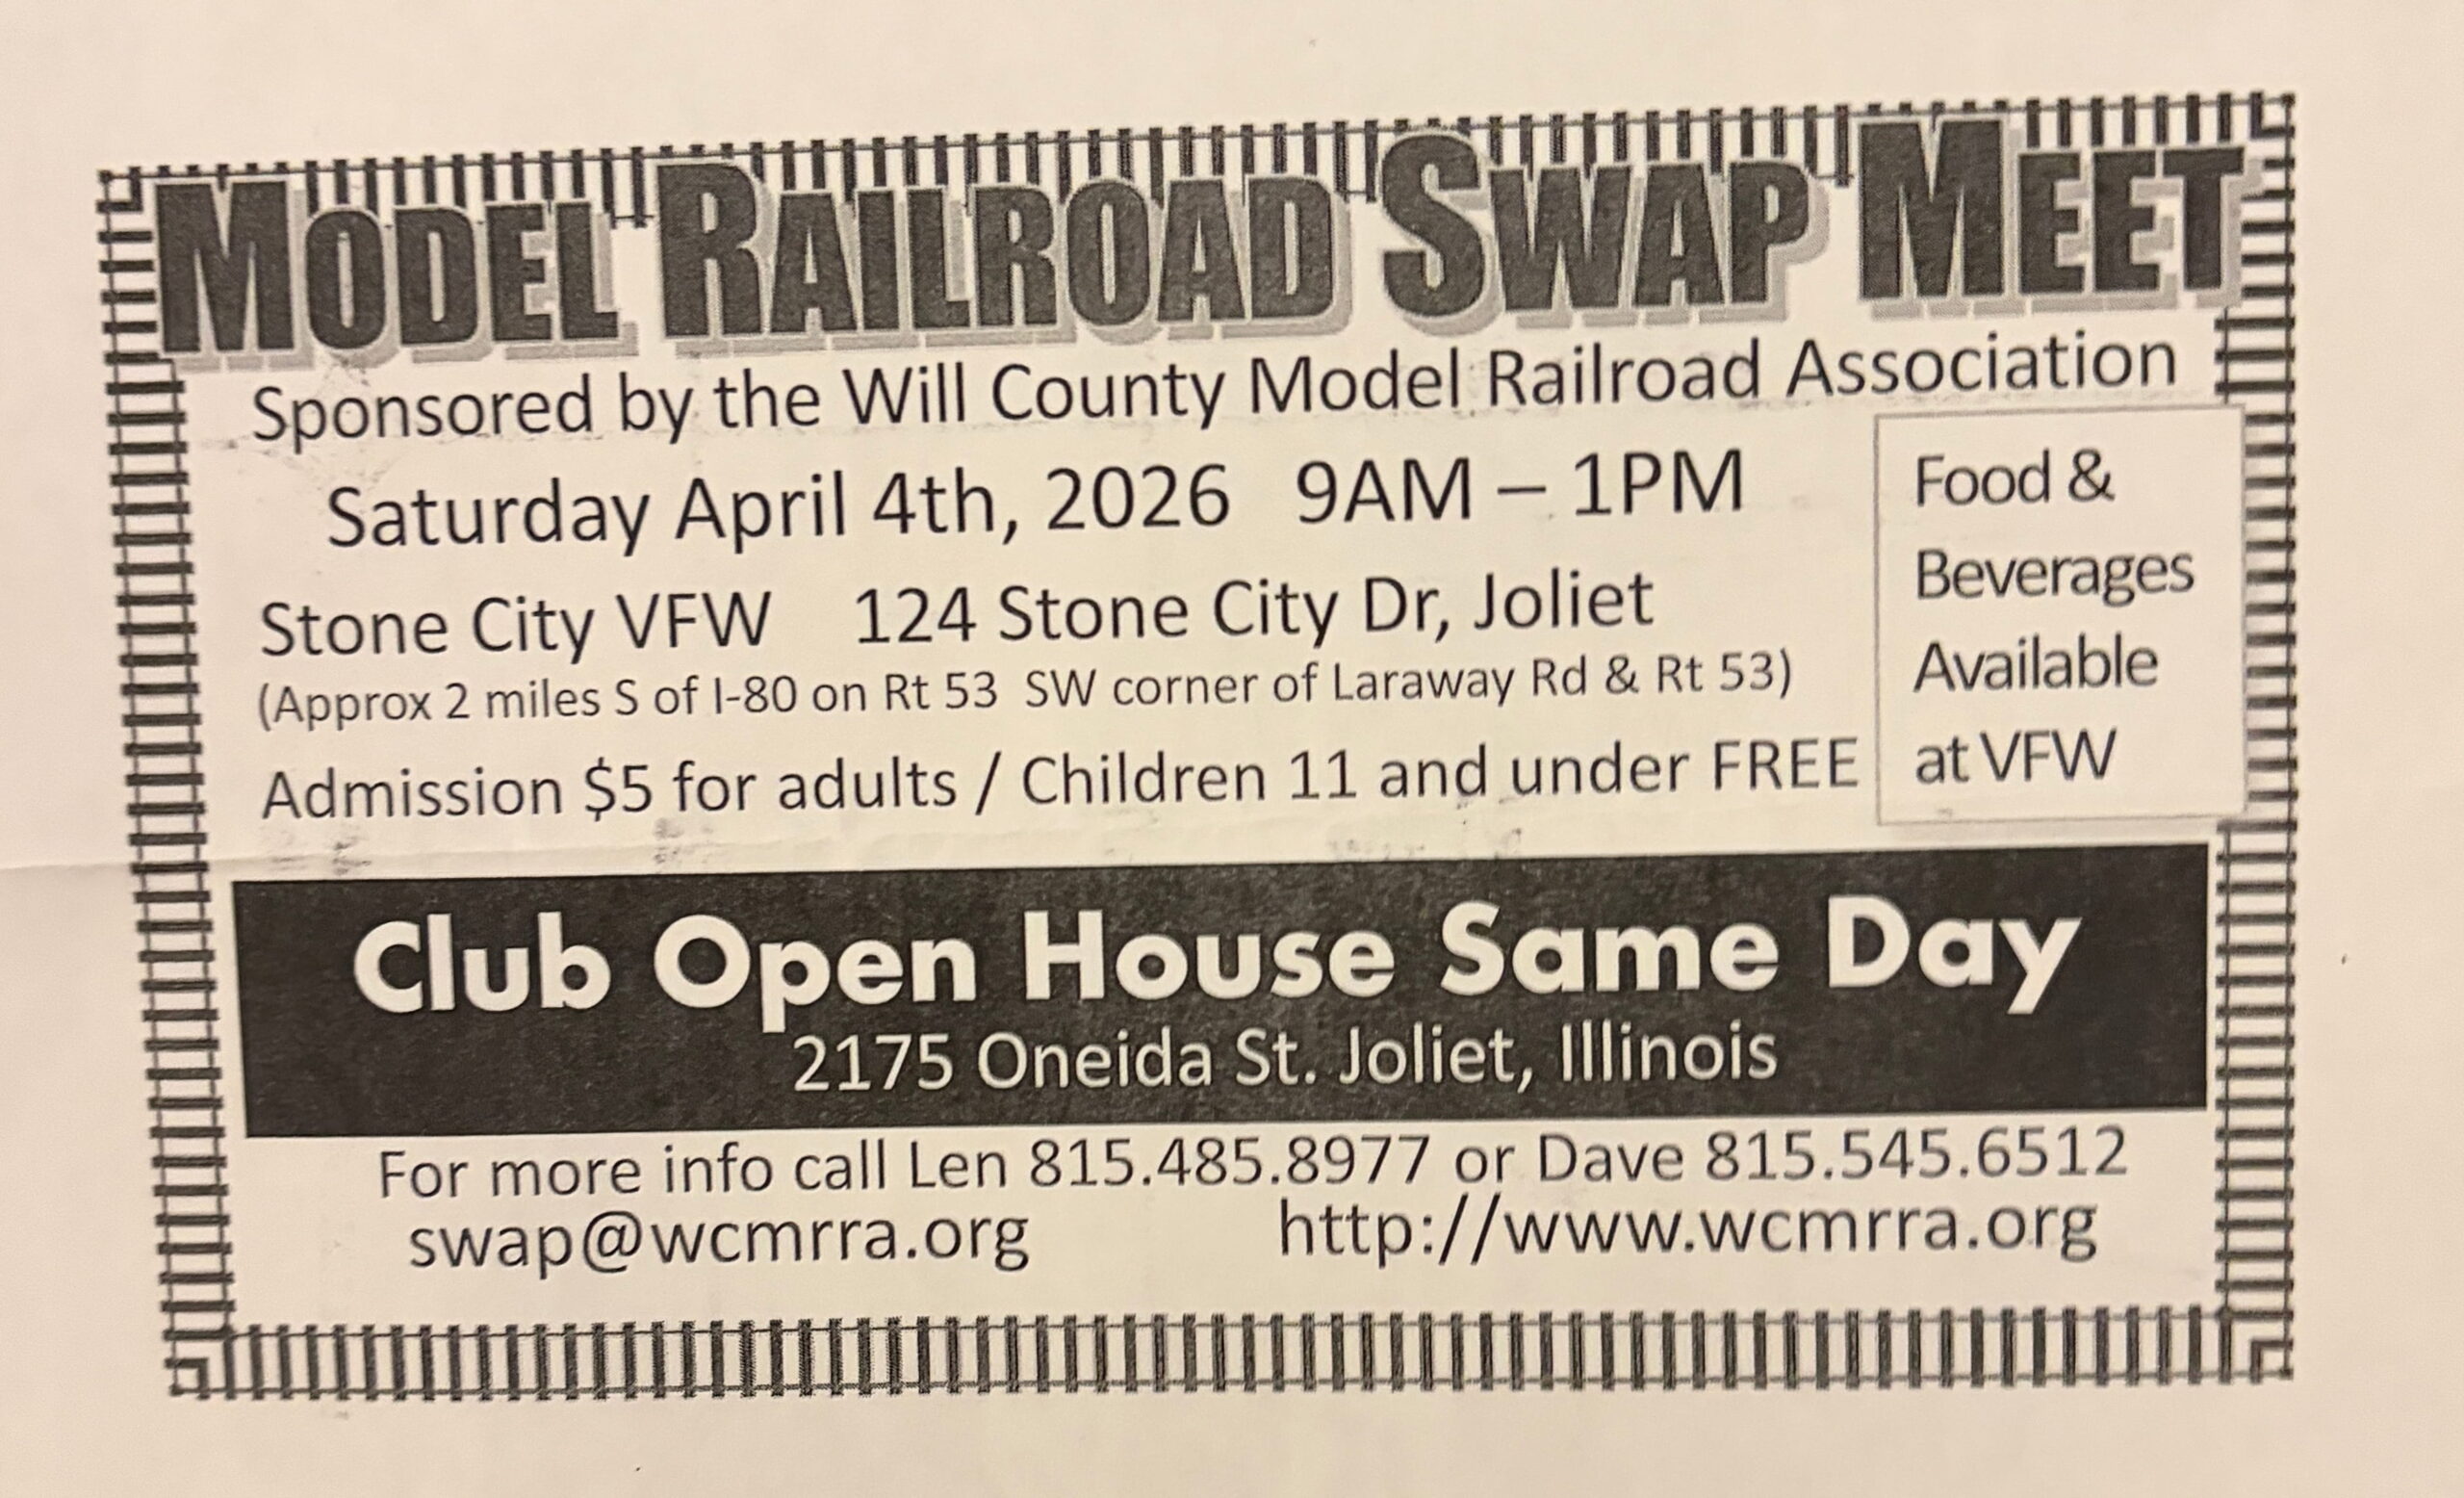 MODEL RAILROAD SWAP MEET
Sponsored by the Will County Model Railroad Association
Saturday April 4th, 2026 9AM – 1PM
Stone City VFW 124 Stone City Dr, Joliet
(Approx 2 miles S of I-80 on Rt 53 SW corner of Laraway Rd & Rt 53)
Admission $5 for adults / Children 11 and under FREE
Food &
Beverages
Available
at VFW
Club Open House Same Day
2175 Oneida St. Joliet, Illinois
For more info call Len 815.485.8977 or Dave 815.545.6512
swap@wcmrra.org http://www.wcmrra.org